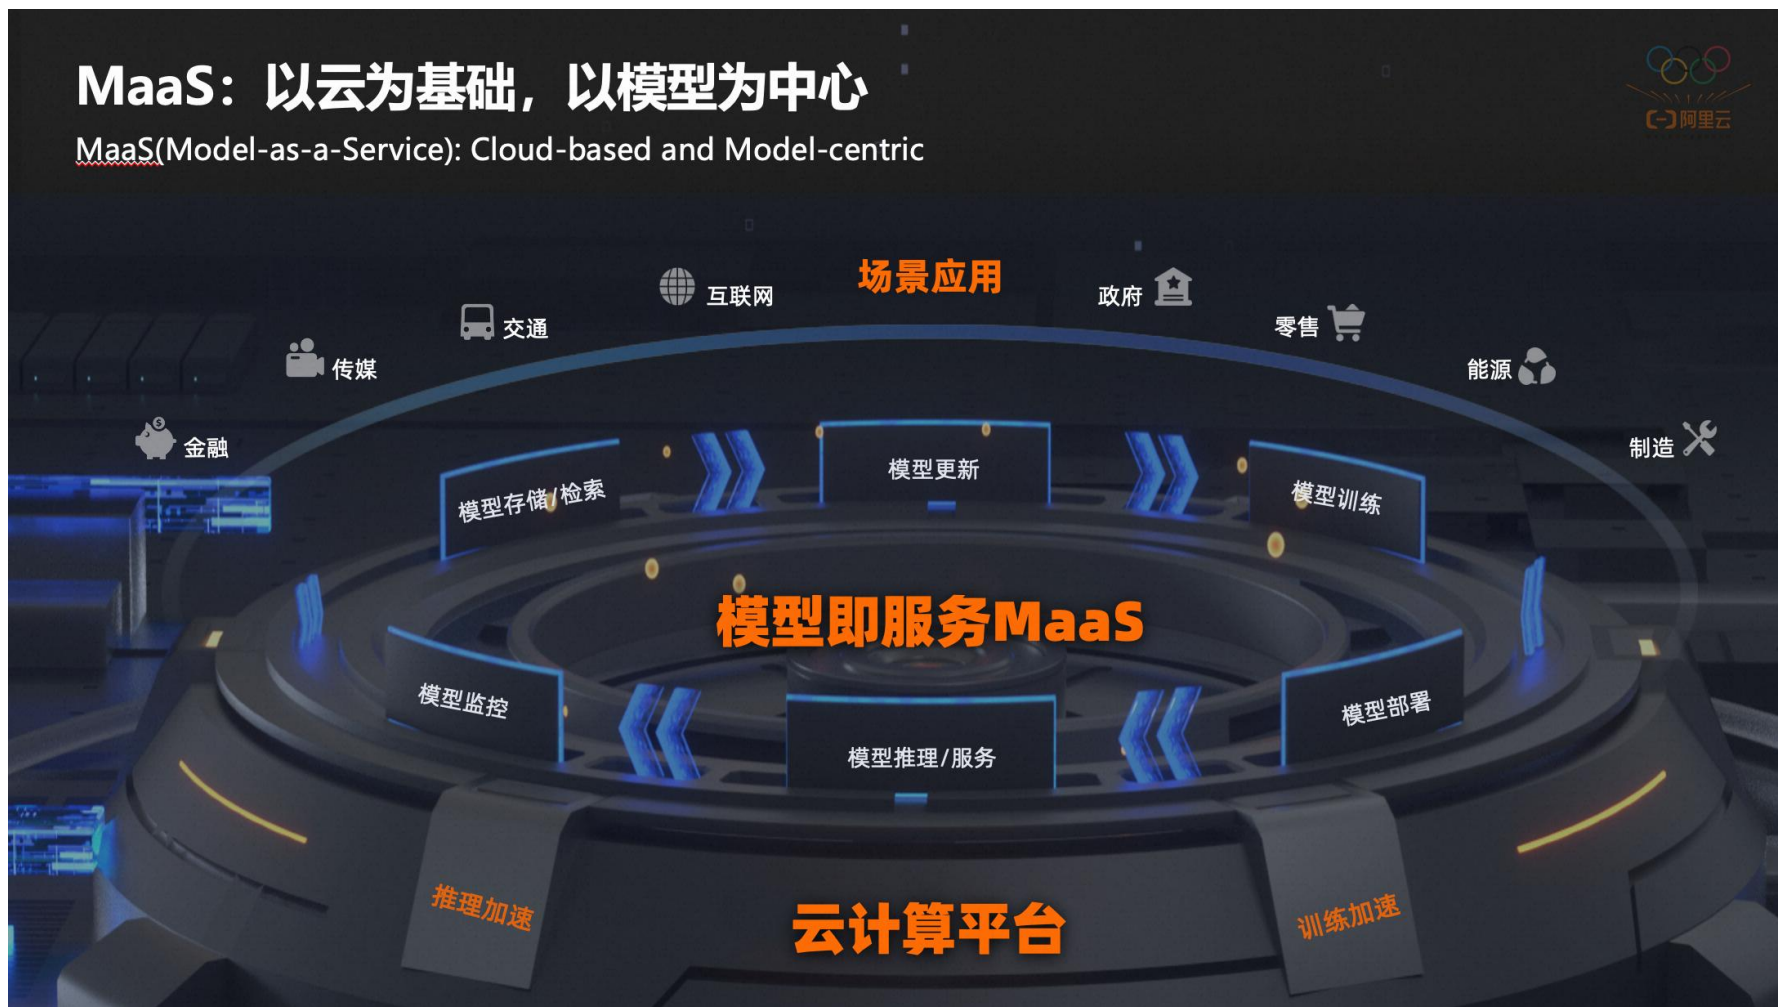 MaaS：以云为基础，以模型为中心
MaaS(Model-as-a-Service): Cloud-based and Model-centric
阿里云
场景应用
互联网
政府
交通
零售
传媒
能源
金融
制造
模型更新
模型存储/检索
模型训练
模型即服务MaaS
模型监控
模型部署
模型推理/服务
推理加速
云计算平台
训练加速